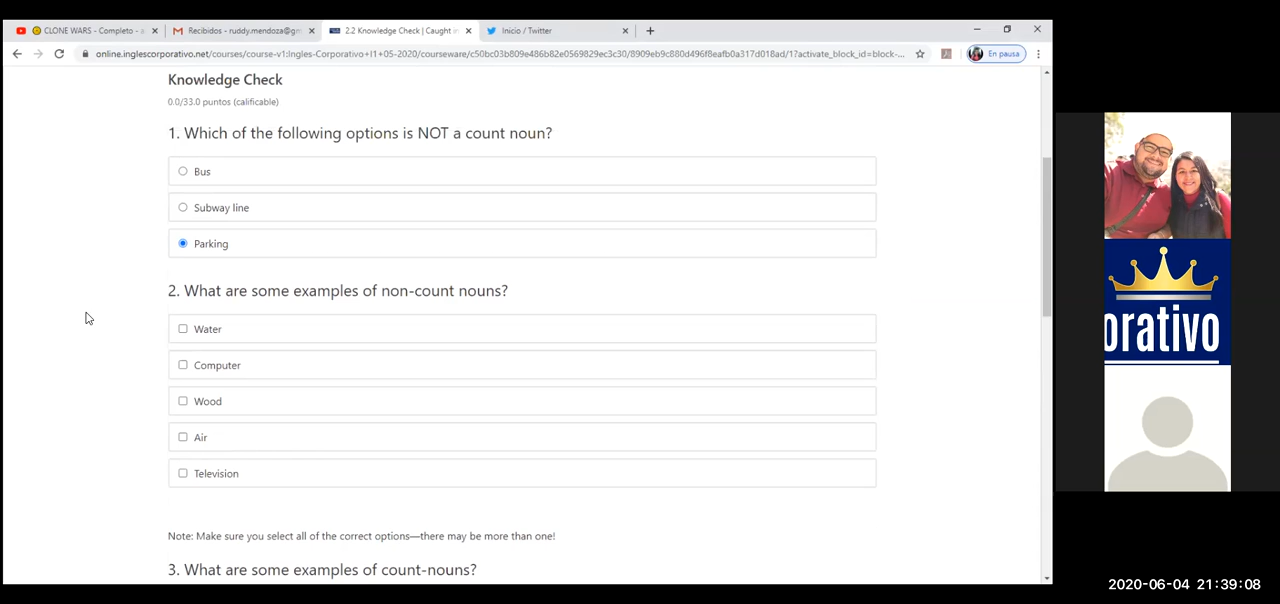 CLONE WARS - Completo - a
Recibidos - ruddy.mendoza@gm
2.2 Knowledge Check | Caught in
Inicio / Twitter
online.inglescorporativo.net/courses/course-v1:Ingles-Corporativo+I1+05-2020/courseware/c50bc03b809e486b82e0569829ec3c30/8909eb9c880d496f8eafb0a317d018ad/1?activate_block_id=block-...
En pausa
Knowledge Check
0.0/33.0 puntos (calificable)
1. Which of the following options is NOT a count noun?
Bus
Subway line
Parking
2. What are some examples of non-count nouns?
Water
Computer
Wood
Air
Television
Note: Make sure you select all of the correct options—there may be more than one!
3. What are some examples of count-nouns?
orativo
2020-06-04 21:39:08